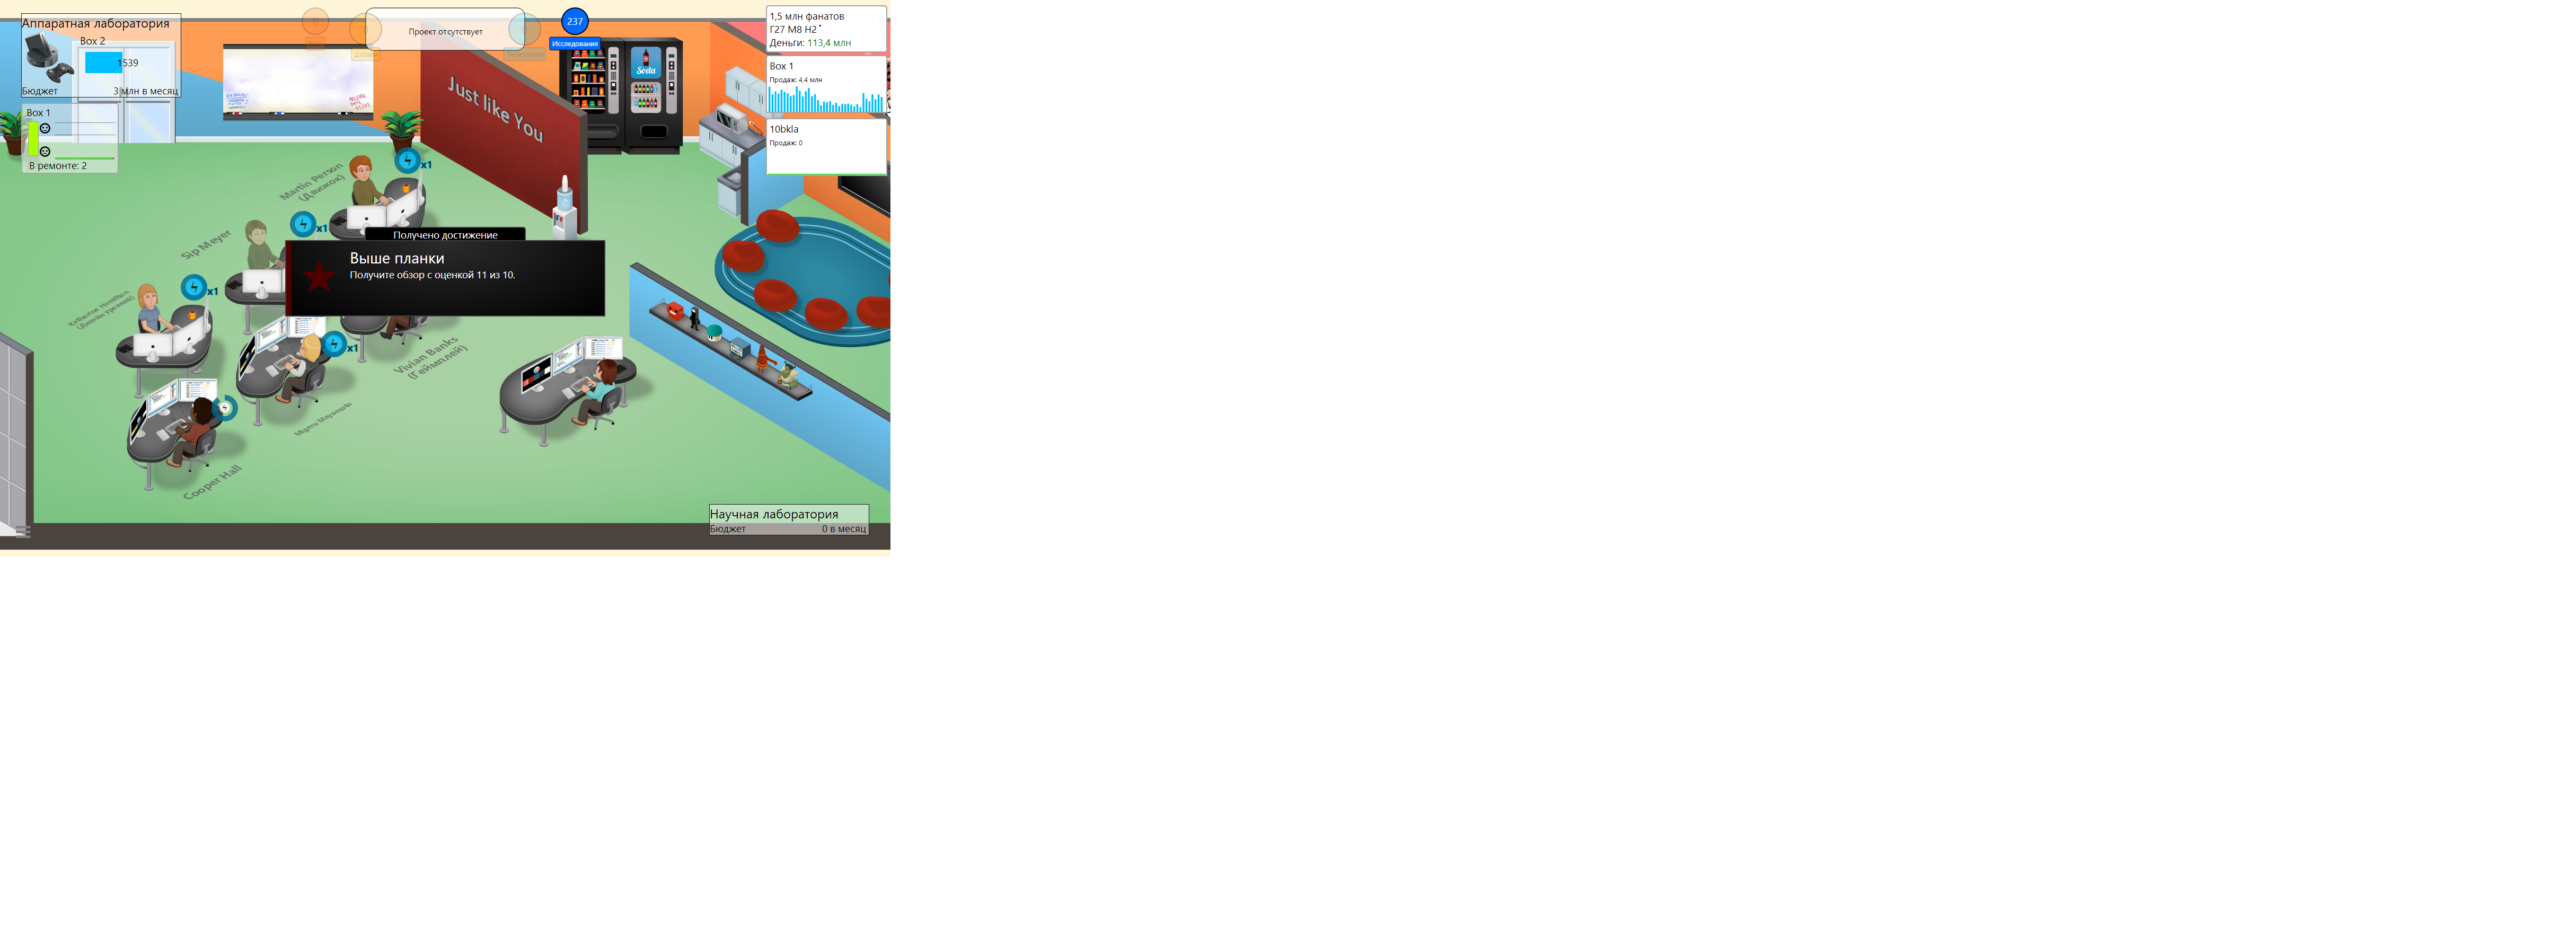 Аппаратная лаборатория
Box 2
1539
Бюджет 3 млн в месяц
Box 1
В ремонте: 2
0
Проект отсутствует
237
Исследования
1,5 млн фанатов
Г27 М8 Н2
Деньги: 113,4 млн
Box 1
Продаж: 4,4 млн
10bkla
Продаж: 0
RELEASE
Just like You
Soda
x1
Martin Person
(Движок)
x1
Sip Meyer
x1
Katherine Hamilton
(Дизайн уровней)
Получено достижение
Выше планки
Получите обзор с оценкой 11 из 10.
x1
Vivian Banks
(Геймплей)
Cooper Hall
Научная лаборатория
Бюджет 0 в месяц